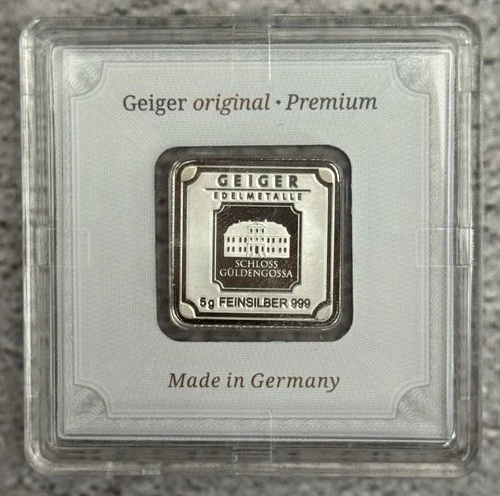 Geiger original • Premium
GEIGER
EDELMETALLE
SCHLOSS
GÜLDENGOSSA
5g FEINSILBER 999
Made in Germany